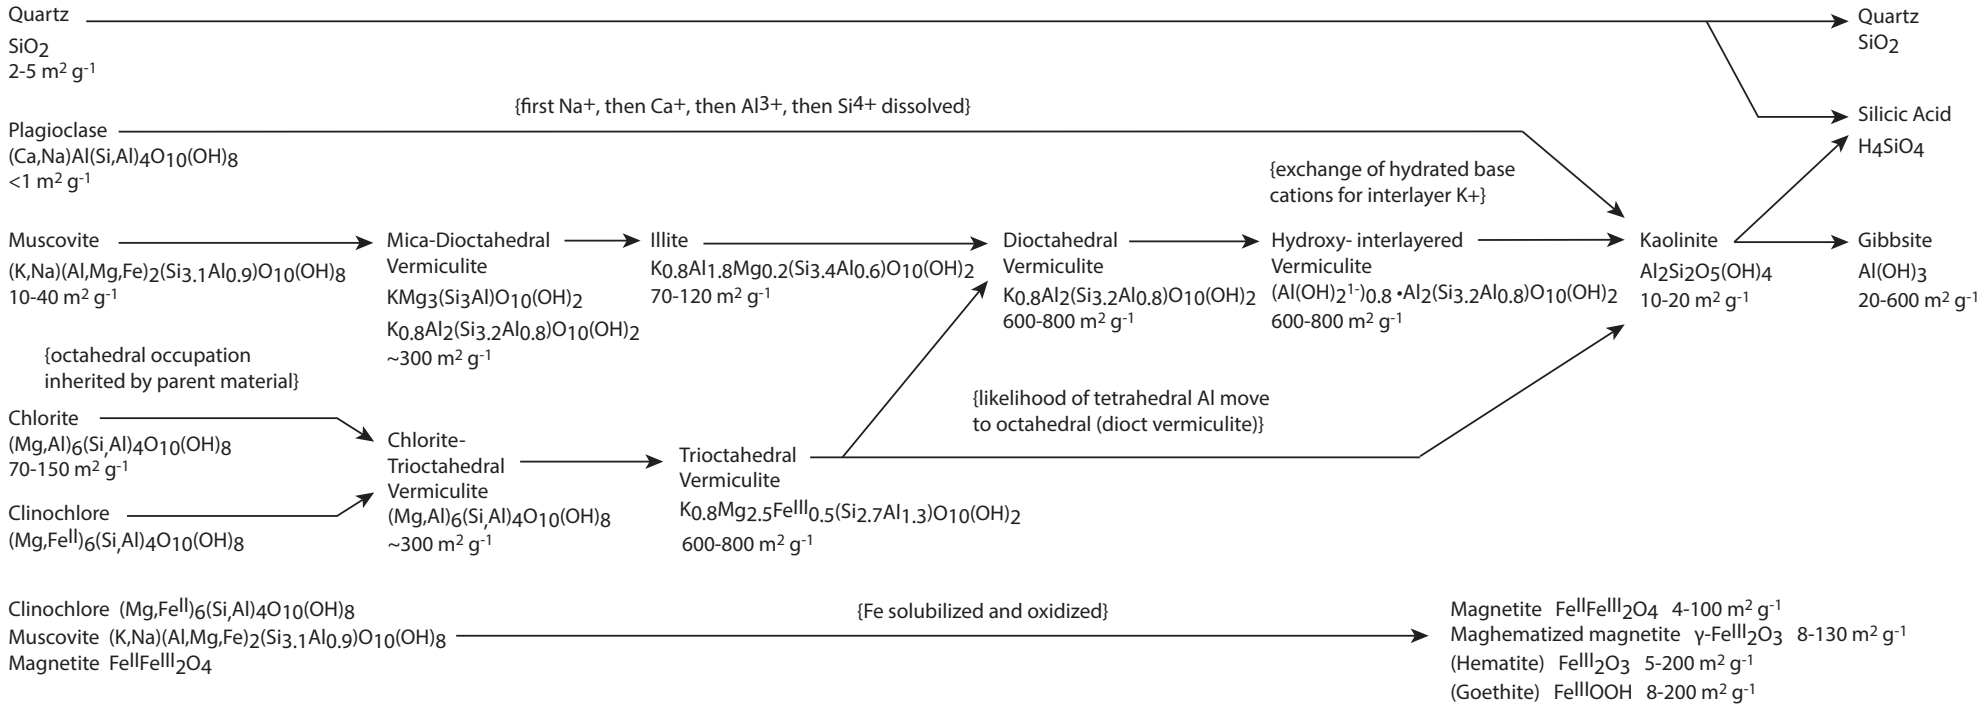 Quartz
SiO2
2-5 m2 g-1
Quartz
SiO2
{first Na+, then Ca+, then Al3+, then Si4+ dissolved}
Silicic Acid
H4SiO4
Plagioclase
(Ca,Na)Al(Si,Al)4O10(OH)8
<1 m2 g-1
{exchange of hydrated base
cations for interlayer K+}
Muscovite
(K,Na)(Al,Mg,Fe)2(Si3.1Al0.9)O10(OH)8
10-40 m2 g-1
Mica-Dioctahedral
Vermiculite
KMg3(Si3Al)O10(OH)2
K0.8Al2(Si3.2Al0.8)O10(OH)2
~300 m2 g-1
Illite
K0.8Al1.8Mg0.2(Si3.4Al0.6)O10(OH)2
70-120 m2 g-1
Dioctahedral
Vermiculite
K0.8Al2(Si3.2Al0.8)O10(OH)2
600-800 m2 g-1
Hydroxy- interlayered
Vermiculite
(Al(OH)21-)0.8 •Al2(Si3.2Al0.8)O10(OH)2
600-800 m2 g-1
Kaolinite
Al2Si2O5(OH)4
10-20 m2 g-1
Gibbsite
Al(OH)3
20-600 m2 g-1
{octahedral occupation
inherited by parent material}
{likelihood of tetrahedral Al move
to octahedral (dioct vermiculite)}
Chlorite
(Mg,Al)6(Si,Al)4O10(OH)8
70-150 m2 g-1
Clinochlore
(Mg,FeII)6(Si,Al)4O10(OH)8
Chlorite-
Trioctahedral
Vermiculite
(Mg,Al)6(Si,Al)4O10(OH)8
~300 m2 g-1
Trioctahedral
Vermiculite
K0.8Mg2.5FeIII0.5(Si2.7Al1.3)O10(OH)2
600-800 m2 g-1
Clinochlore (Mg,FeII)6(Si,Al)4O10(OH)8
Muscovite (K,Na)(Al,Mg,Fe)2(Si3.1Al0.9)O10(OH)8
Magnetite FeIIFeIII2O4
{Fe solubilized and oxidized}
Magnetite FeIIFeIII2O4 4-100 m2 g-1
Maghematized magnetite γ-FeIII2O3 8-130 m2 g-1
(Hematite) FeIII2O3 5-200 m2 g-1
(Goethite) FeIIIOOH 8-200 m2 g-1